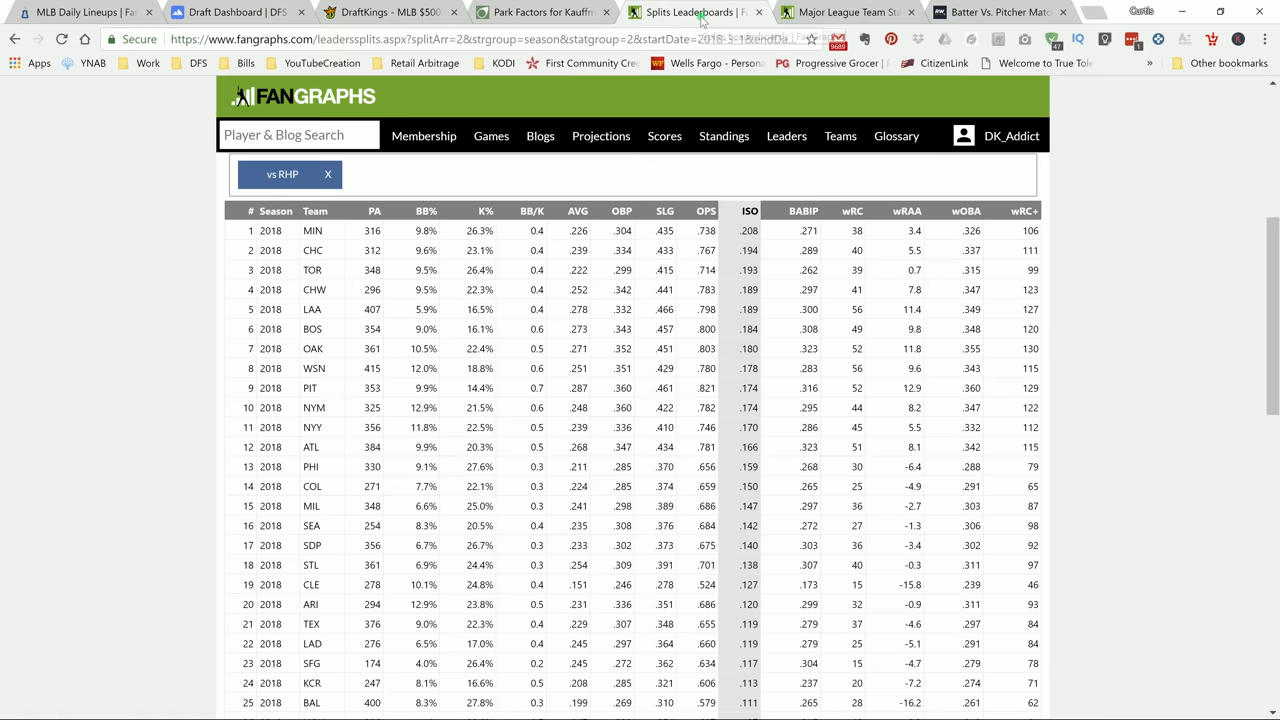 MLB Daily Lineups | Fan × Draft Dashboard | DFS × DraftKings - MLB $500 × Park Factors for Kauffm × Splits Leaderboards | F × Major League Team Sta × Batter Vs. Pitcher Matc × Curtis
Secure https://www.fangraphs.com/leaderssplits.aspx?splitArr=2&strgroup=season&statgroup=2&startDate=2018-3-1&endDa... 9689 47 1 K
Apps YNAB Work DFS Bills YouTubeCreation Retail Arbitrage KODI First Community Cre Wells Fargo - Persona Progressive Grocer | CitizenLink Welcome to True Tole » Other bookmarks
FANGRAPHS
Player & Blog Search Membership Games Blogs Projections Scores Standings Leaders Teams Glossary DK_Addict
vs RHP X
# Season Team PA BB% K% BB/K AVG OBP SLG OPS ISO BABIP wRC wRAA wOBA wRC+
1 2018 MIN 316 9.8% 26.3% 0.4 .226 .304 .435 .738 .208 .271 38 3.4 .326 106
2 2018 CHC 312 9.6% 23.1% 0.4 .239 .334 .433 .767 .194 .289 40 5.5 .337 111
3 2018 TOR 348 9.5% 26.4% 0.4 .222 .299 .415 .714 .193 .262 39 0.7 .315 99
4 2018 CHW 296 9.5% 22.3% 0.4 .252 .342 .441 .783 .189 .297 41 7.8 .347 123
5 2018 LAA 407 5.9% 16.5% 0.4 .278 .332 .466 .798 .189 .300 56 11.4 .349 127
6 2018 BOS 354 9.0% 16.1% 0.6 .273 .343 .457 .800 .184 .308 49 9.8 .348 120
7 2018 OAK 361 10.5% 22.4% 0.5 .271 .352 .451 .803 .180 .323 52 11.8 .355 130
8 2018 WSN 415 12.0% 18.8% 0.6 .251 .351 .429 .780 .178 .283 56 9.6 .343 115
9 2018 PIT 353 9.9% 14.4% 0.7 .287 .360 .461 .821 .174 .316 52 12.9 .360 129
10 2018 NYM 325 12.9% 21.5% 0.6 .248 .360 .422 .782 .174 .295 44 8.2 .347 122
11 2018 NYY 356 11.8% 22.5% 0.5 .239 .336 .410 .746 .170 .286 45 5.5 .332 112
12 2018 ATL 384 9.9% 20.3% 0.5 .268 .347 .434 .781 .166 .323 51 8.1 .342 115
13 2018 PHI 330 9.1% 27.6% 0.3 .211 .285 .370 .656 .159 .268 30 -6.4 .288 79
14 2018 COL 271 7.7% 22.1% 0.3 .224 .285 .374 .659 .150 .265 25 -4.9 .291 65
15 2018 MIL 348 6.6% 25.0% 0.3 .241 .298 .389 .686 .147 .297 36 -2.7 .303 87
16 2018 SEA 254 8.3% 20.5% 0.4 .235 .308 .376 .684 .142 .272 27 -1.3 .306 98
17 2018 SDP 356 6.7% 26.7% 0.3 .233 .302 .373 .675 .140 .303 36 -3.4 .302 92
18 2018 STL 361 6.9% 24.4% 0.3 .254 .309 .391 .701 .138 .307 40 -0.3 .311 97
19 2018 CLE 278 10.1% 24.8% 0.4 .151 .246 .278 .524 .127 .173 15 -15.8 .239 46
20 2018 ARI 294 12.9% 23.8% 0.5 .231 .336 .351 .686 .120 .299 32 -0.9 .311 93
21 2018 TEX 376 9.0% 22.3% 0.4 .229 .307 .348 .655 .119 .279 37 -4.6 .297 84
22 2018 LAD 276 6.5% 17.0% 0.4 .245 .297 .364 .660 .119 .279 25 -5.1 .291 84
23 2018 SFG 174 4.0% 26.4% 0.2 .245 .272 .362 .634 .117 .304 15 -4.7 .279 78
24 2018 KCR 247 8.1% 16.6% 0.5 .208 .285 .321 .606 .113 .237 20 -7.2 .274 71
25 2018 BAL 400 8.3% 27.8% 0.3 .199 .269 .310 .579 .111 .265 28 -16.2 .261 62